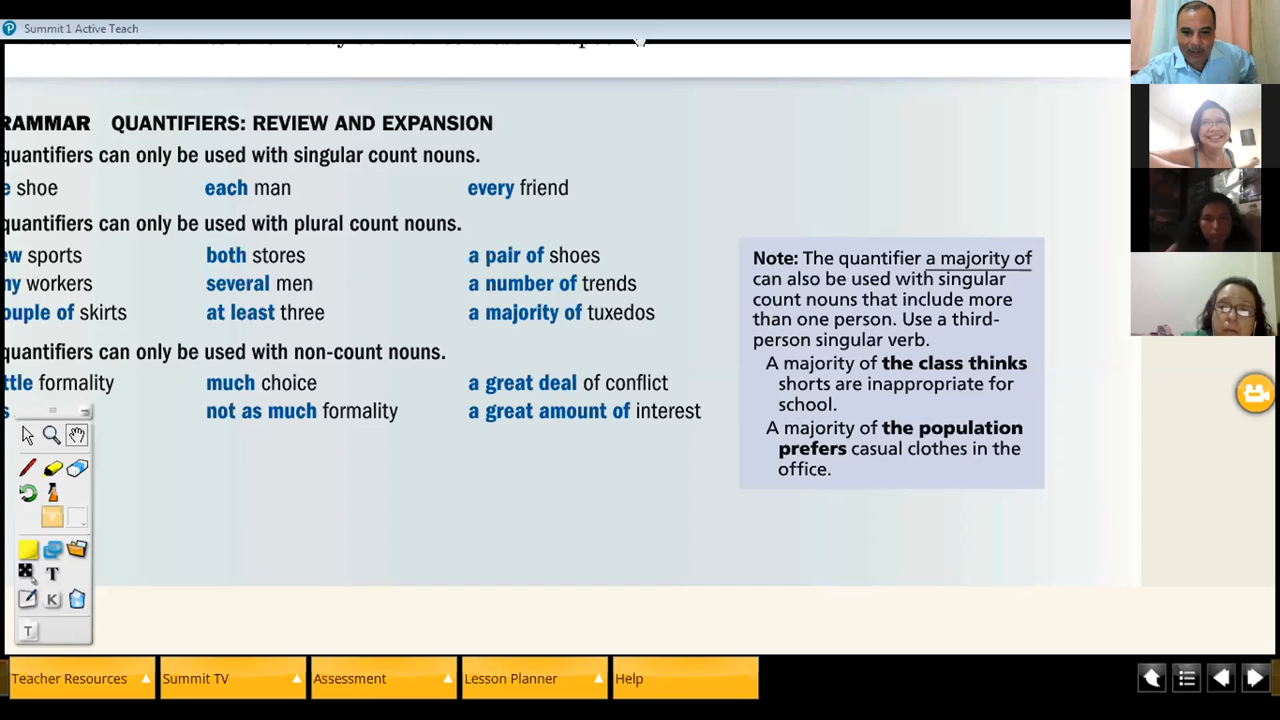 Summit 1 Active Teach
RAMMAR QUANTIFIERS: REVIEW AND EXPANSION
quantifiers can only be used with singular count nouns.
e shoe each man every friend
quantifiers can only be used with plural count nouns.
ew sports both stores a pair of shoes
ny workers several men a number of trends
ouple of skirts at least three a majority of tuxedos
quantifiers can only be used with non-count nouns.
ttle formality much choice a great deal of conflict
s not as much formality a great amount of interest
Note: The quantifier a majority of
can also be used with singular
count nouns that include more
than one person. Use a third-
person singular verb.
A majority of the class thinks
shorts are inappropriate for
school.
A majority of the population
prefers casual clothes in the
office.
T
K
T
Teacher Resources Summit TV Assessment Lesson Planner Help